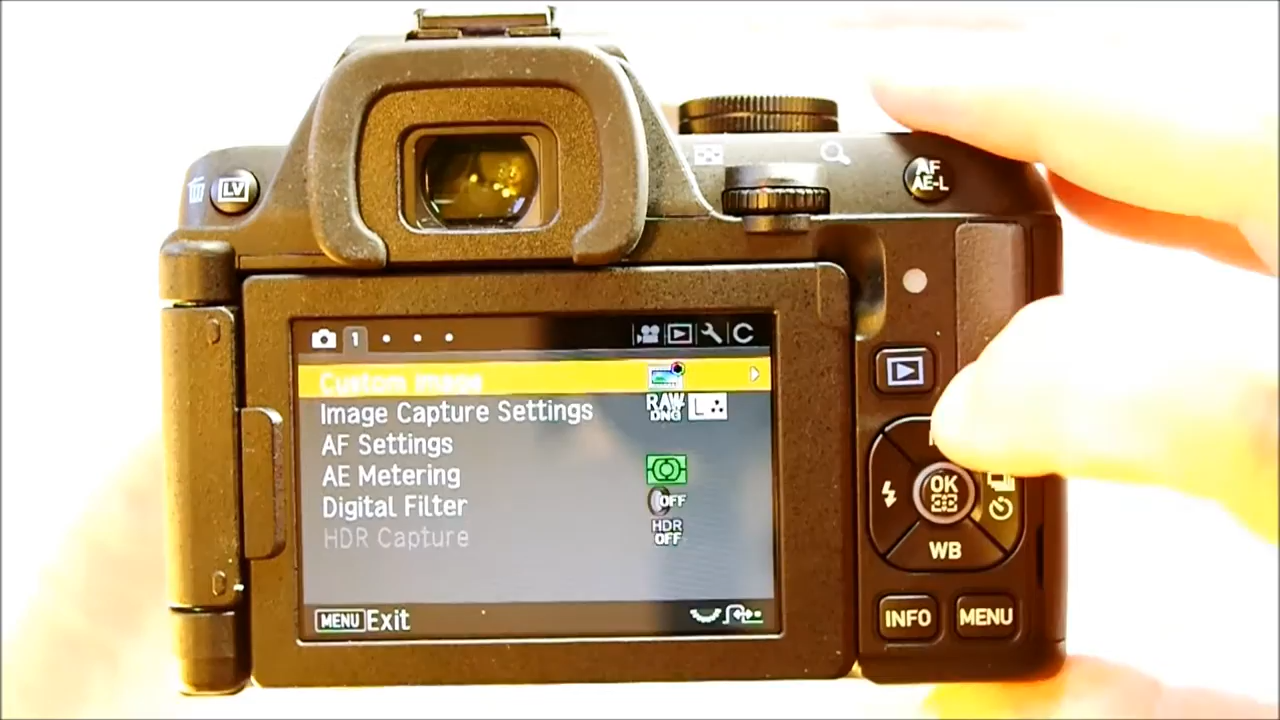 AF
AE-L
LV
1
C
Custom Image
Image Capture Settings
RAW
DNG
L
AF Settings
AE Metering
Digital Filter
OFF
HDR Capture
HDR
OFF
MENU Exit
OK
WB
INFO
MENU